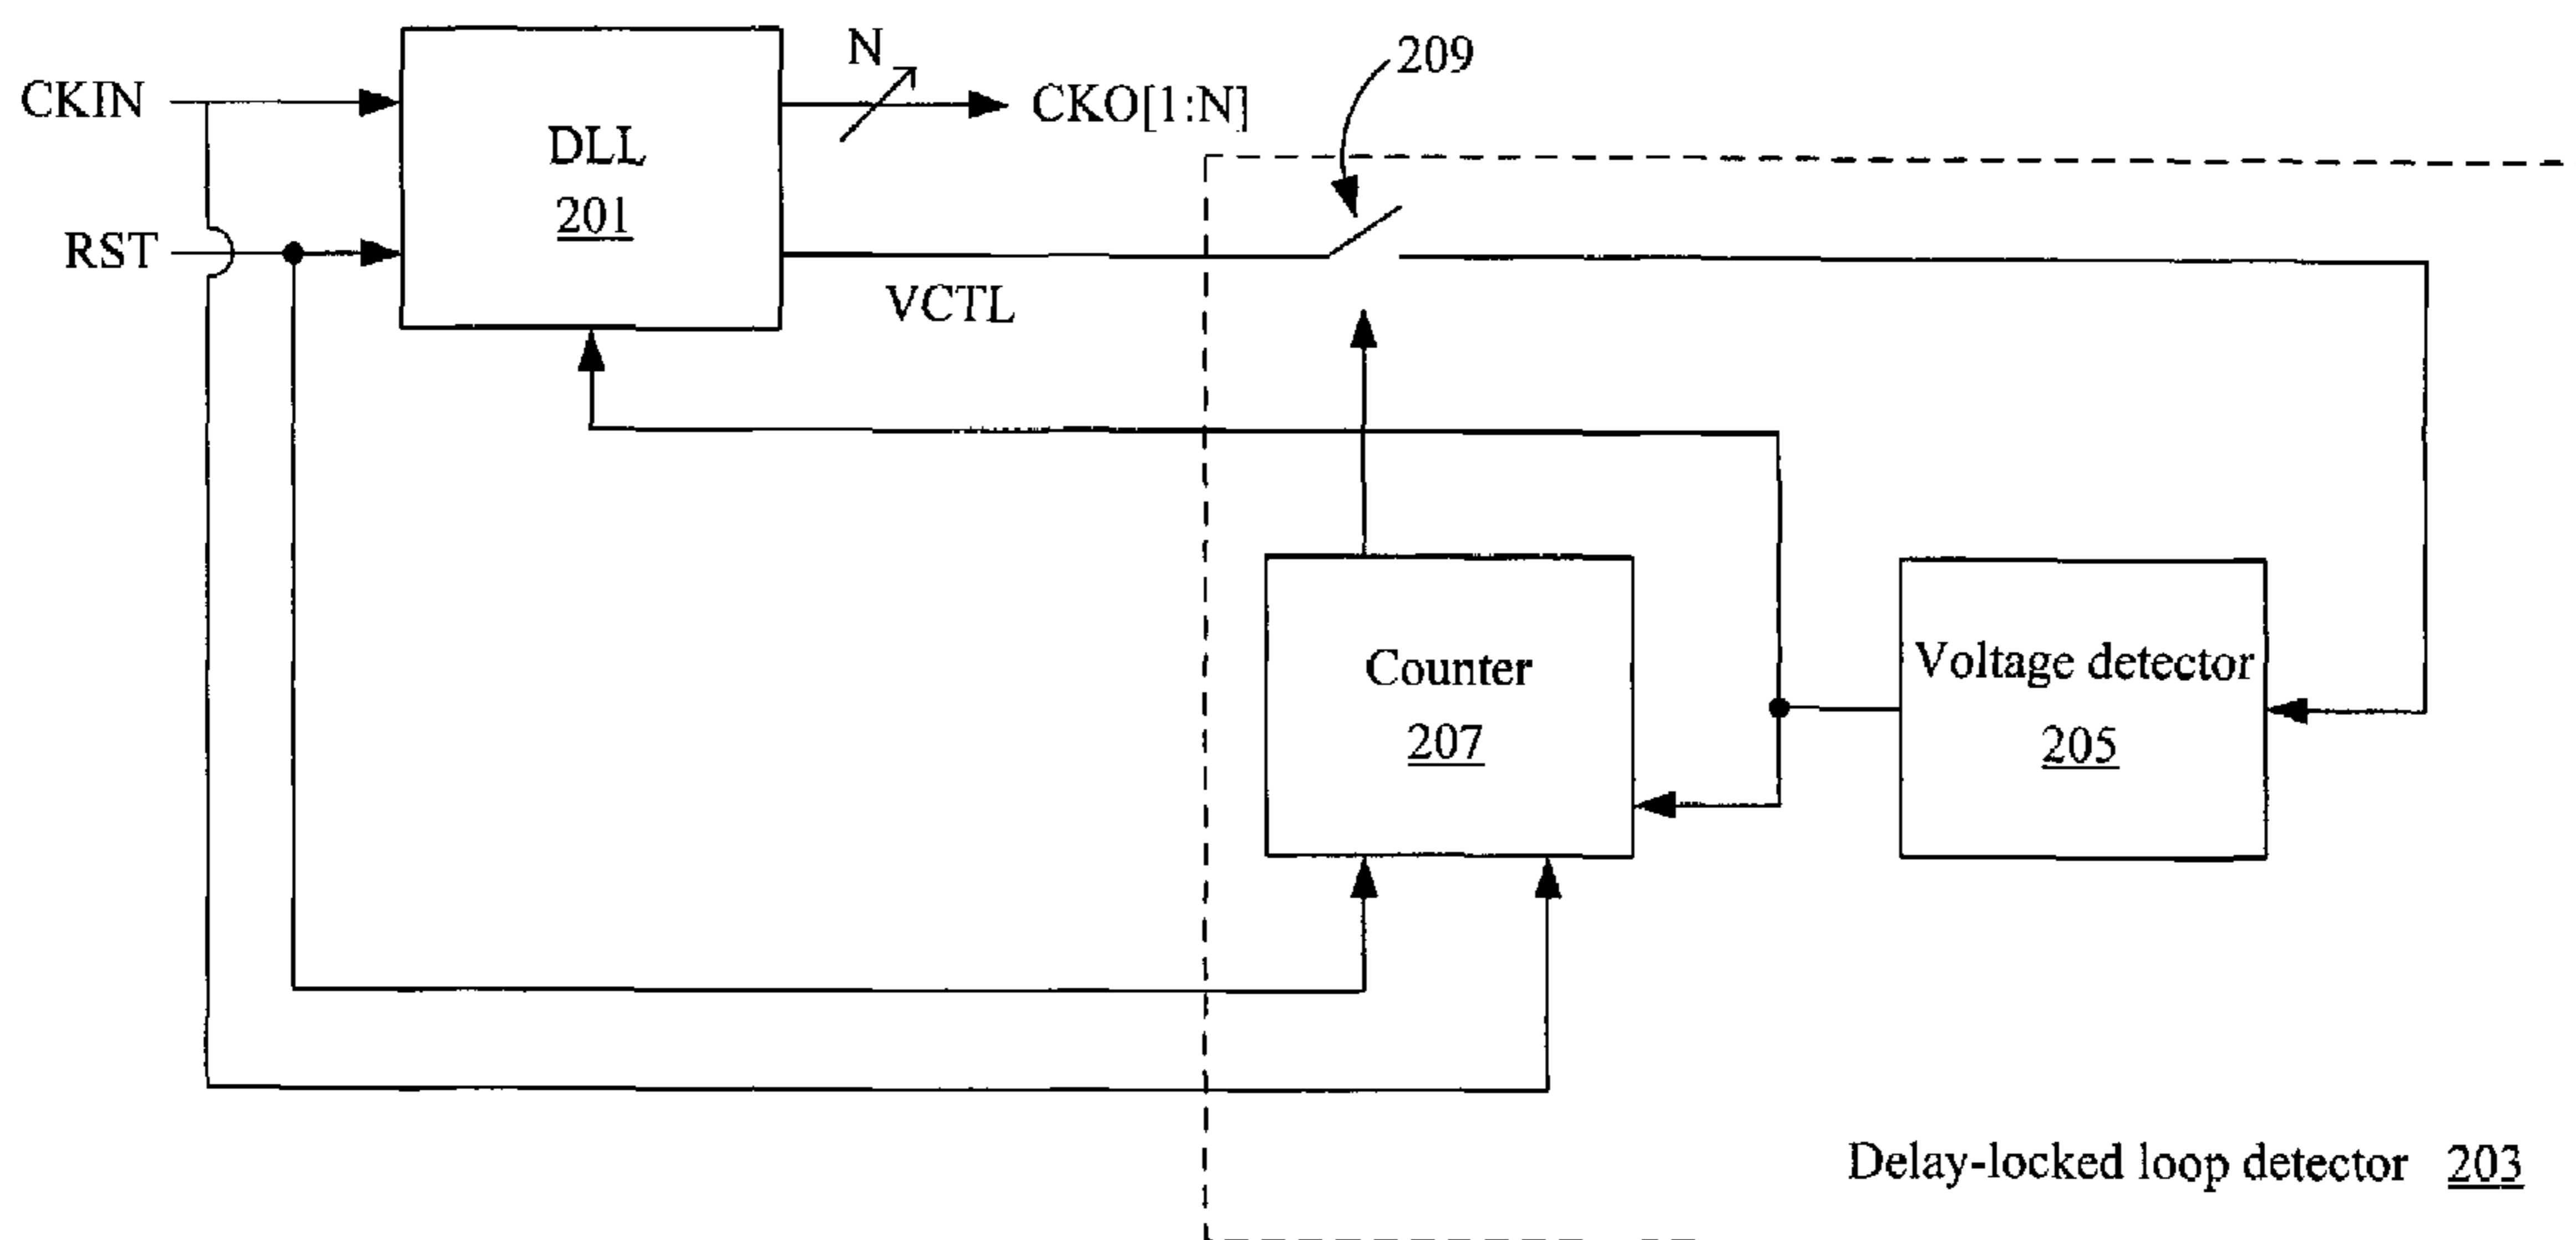 CKIN
RST
DLL
201
N
CKO[1:N]
VCTL
209
Counter
207
Voltage detector
205
Delay-locked loop detector 203